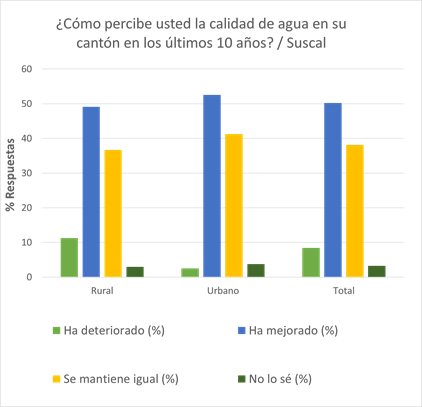 ¿Cómo percibe usted la calidad de agua en su
cantón en los últimos 10 años? / Suscal
% Respuestas
60
50
40
30
20
10
0
Rural
Urbano
Total
Ha deteriorado (%)
Ha mejorado (%)
Se mantiene igual (%)
No lo sé (%)